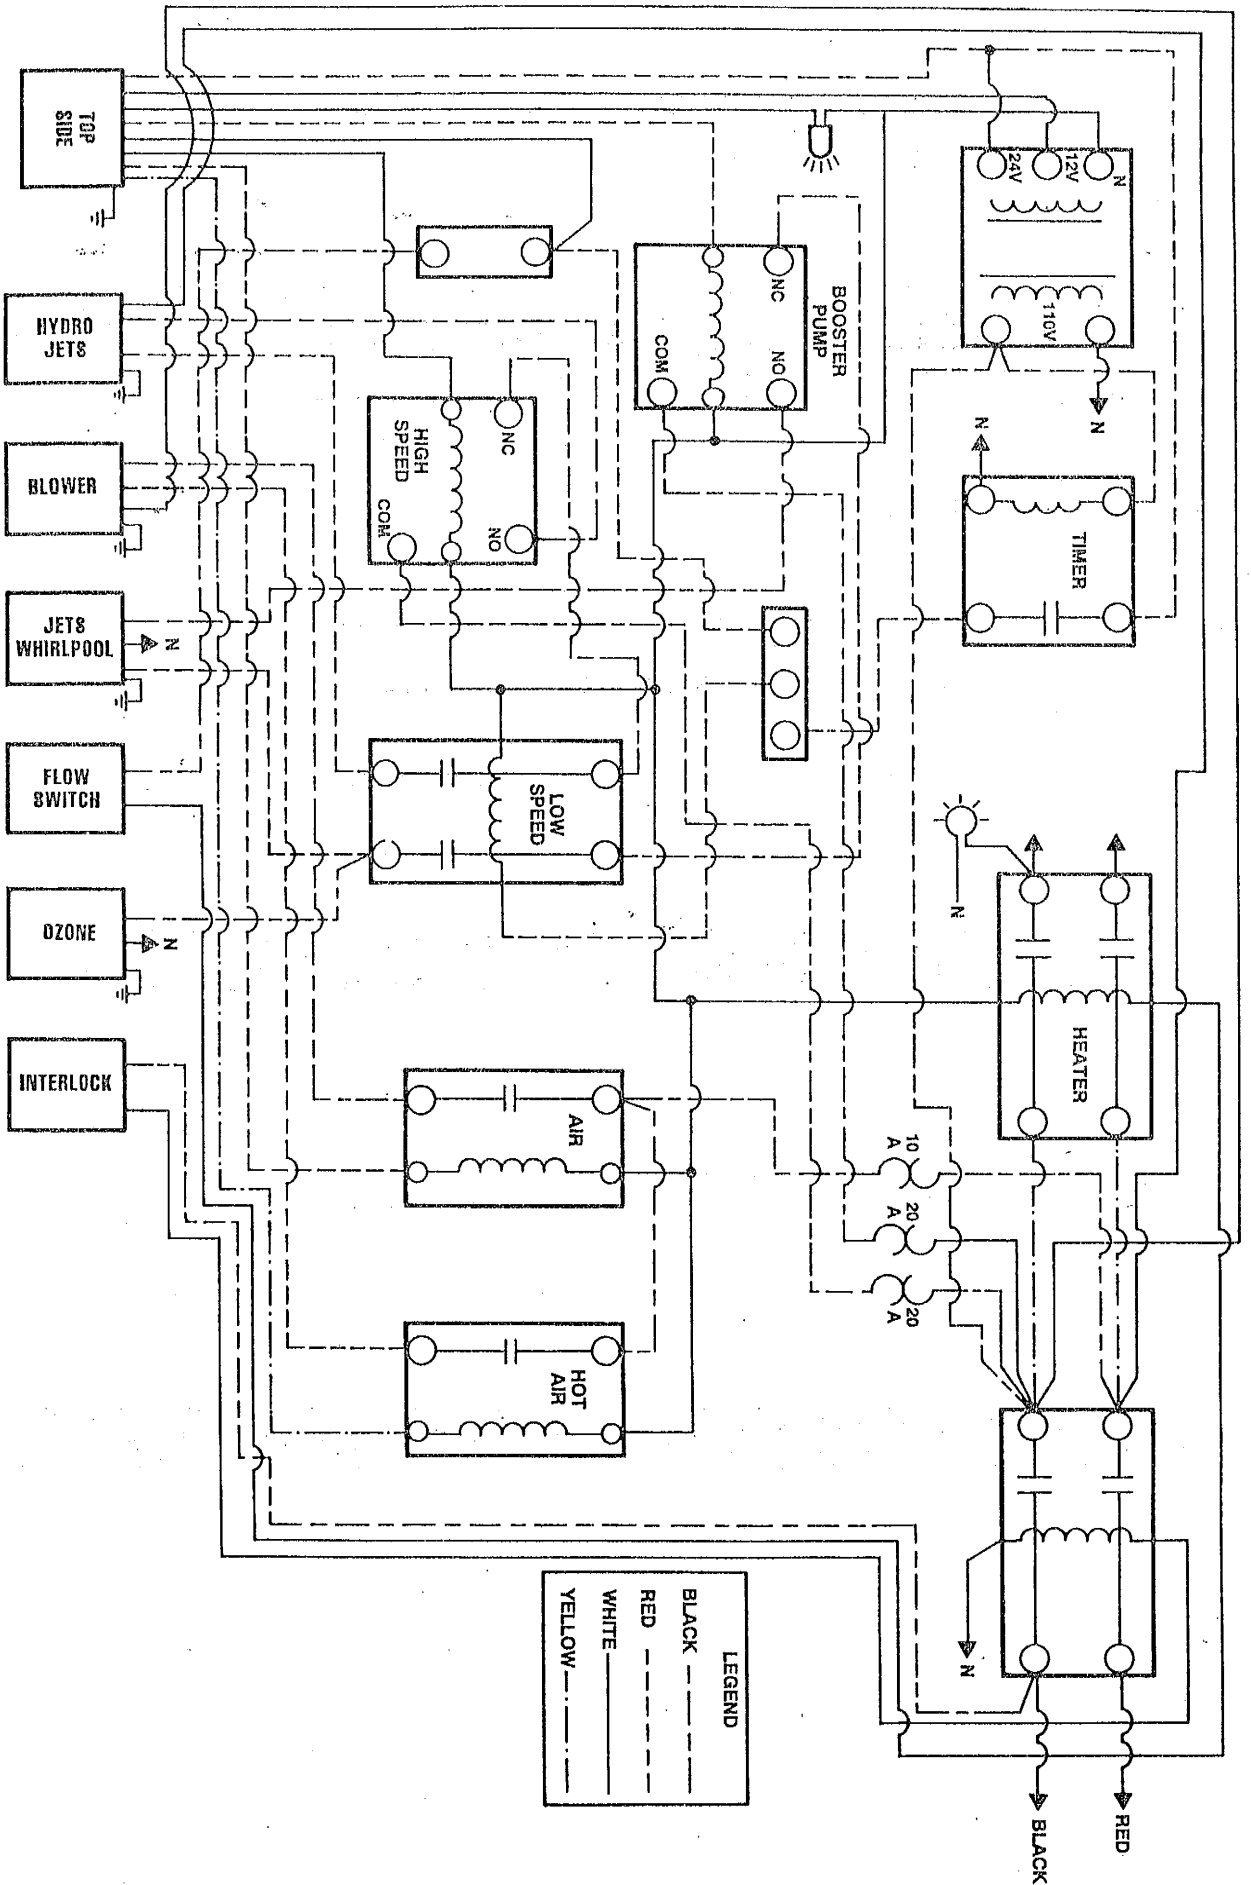 TOP
SIDE
HYDRO
JETS
BLOWER
JETS
WHIRLPOOL
N
FLOW
SWITCH
OZONE
N
INTERLOCK
N
12V
24V
110V
N
BOOSTER
PUMP
NC
NO
COM
HIGH
SPEED
NC
NO
COM
N
TIMER
LOW
SPEED
N
HEATER
AIR
HOT
AIR
10
A
20
A
20
A
N
LEGEND
BLACK
RED
WHITE
YELLOW
RED
BLACK